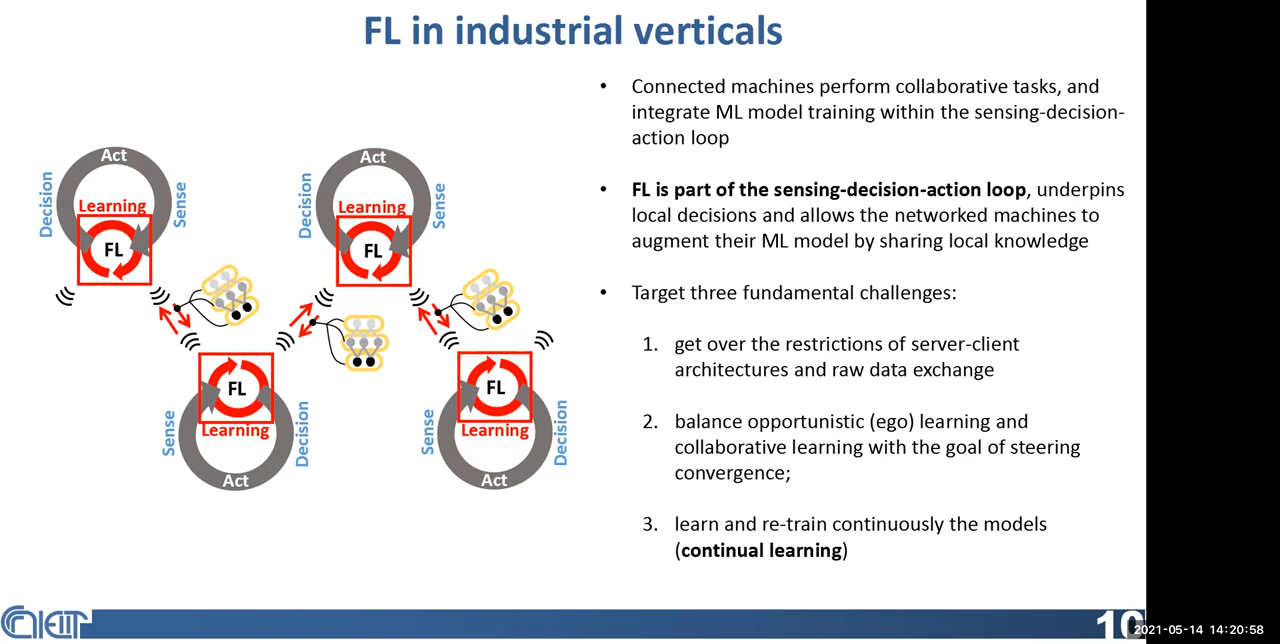 FL in industrial verticals
• Connected machines perform collaborative tasks, and
integrate ML model training within the sensing-decision-
action loop
• FL is part of the sensing-decision-action loop, underpins
local decisions and allows the networked machines to
augment their ML model by sharing local knowledge
• Target three fundamental challenges:
1. get over the restrictions of server-client
architectures and raw data exchange
2. balance opportunistic (ego) learning and
collaborative learning with the goal of steering
convergence;
3. learn and re-train continuously the models
(continual learning)
Act
Decision
Sense
Learning
FL
Act
Decision
Sense
Learning
FL
FL
Learning
Sense
Decision
Act
FL
Learning
Sense
Decision
Act
IEIIT
10
2021-05-14 14:20:58